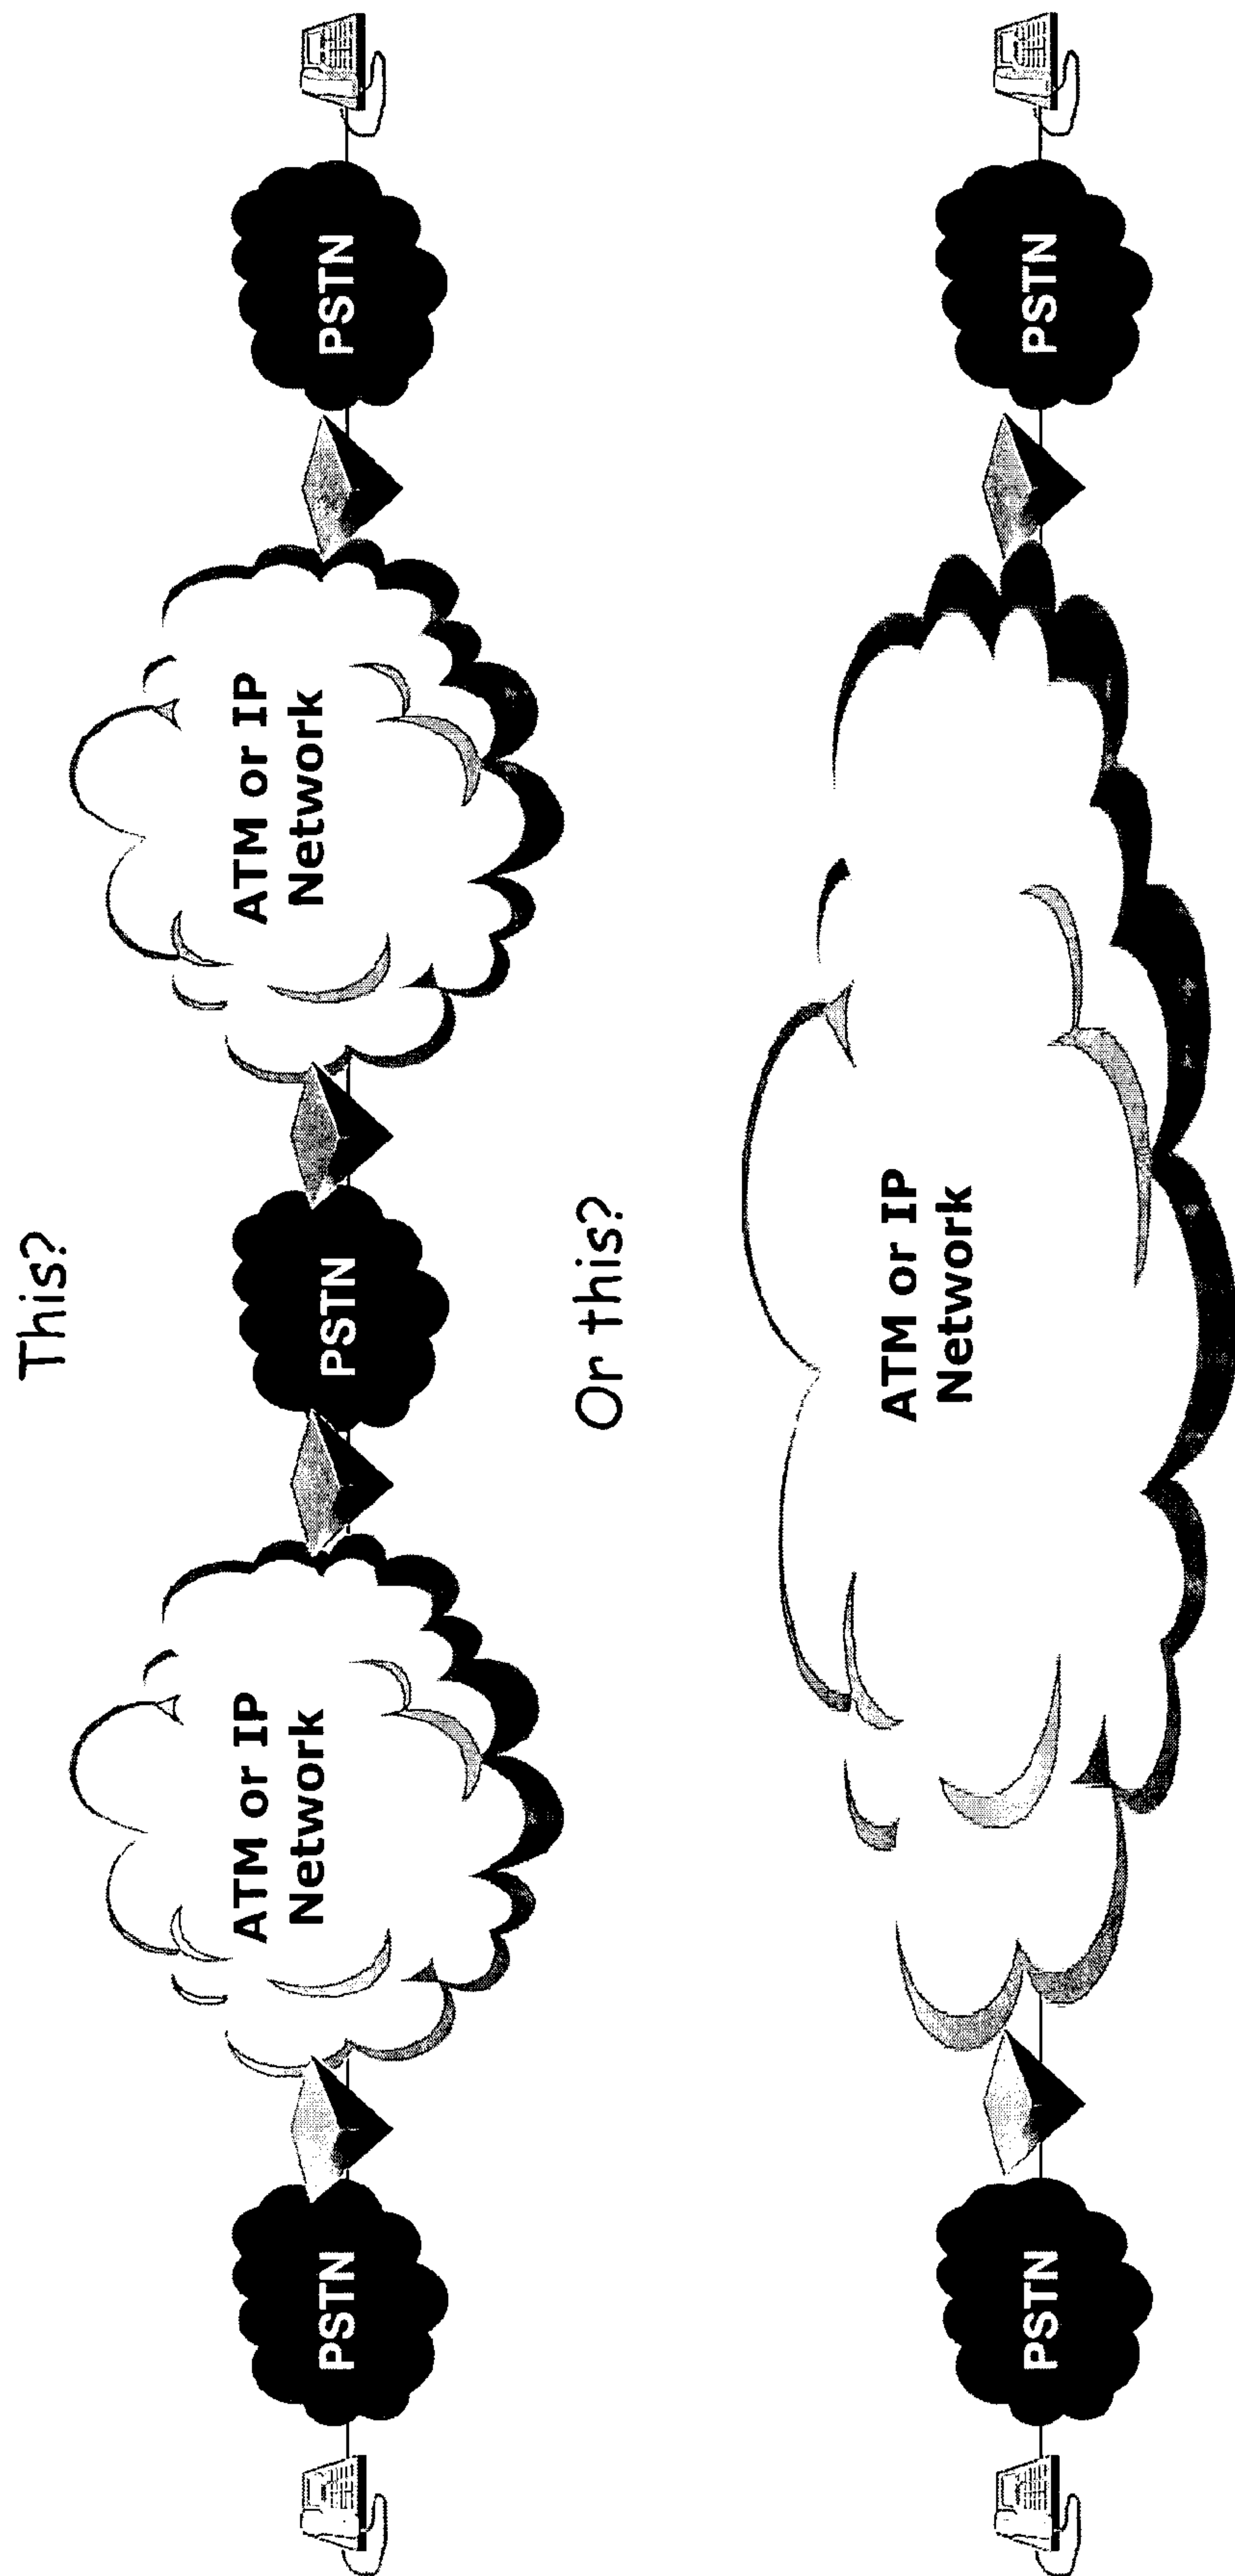 This?
PSTN
ATM or IP
Network
PSTN
ATM or IP
Network
PSTN
Or this?
PSTN
ATM or IP
Network
PSTN